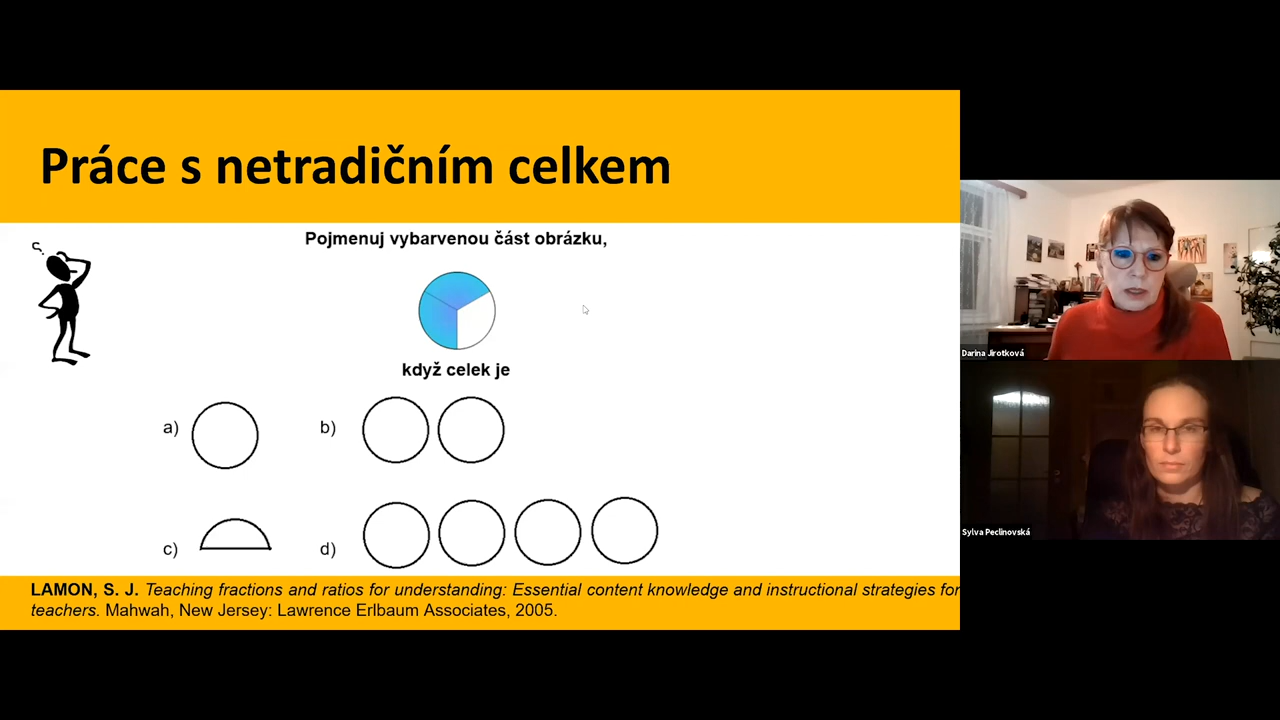 Práce s netradičním celkem
Pojmenuj vybarvenou část obrázku,
když celek je
a)
b)
c)
d)
LAMON, S. J. Teaching fractions and ratios for understanding: Essential content knowledge and instructional strategies for
teachers. Mahwah, New Jersey: Lawrence Erlbaum Associates, 2005.
Darina Jirotková
Sylva Peclinovská